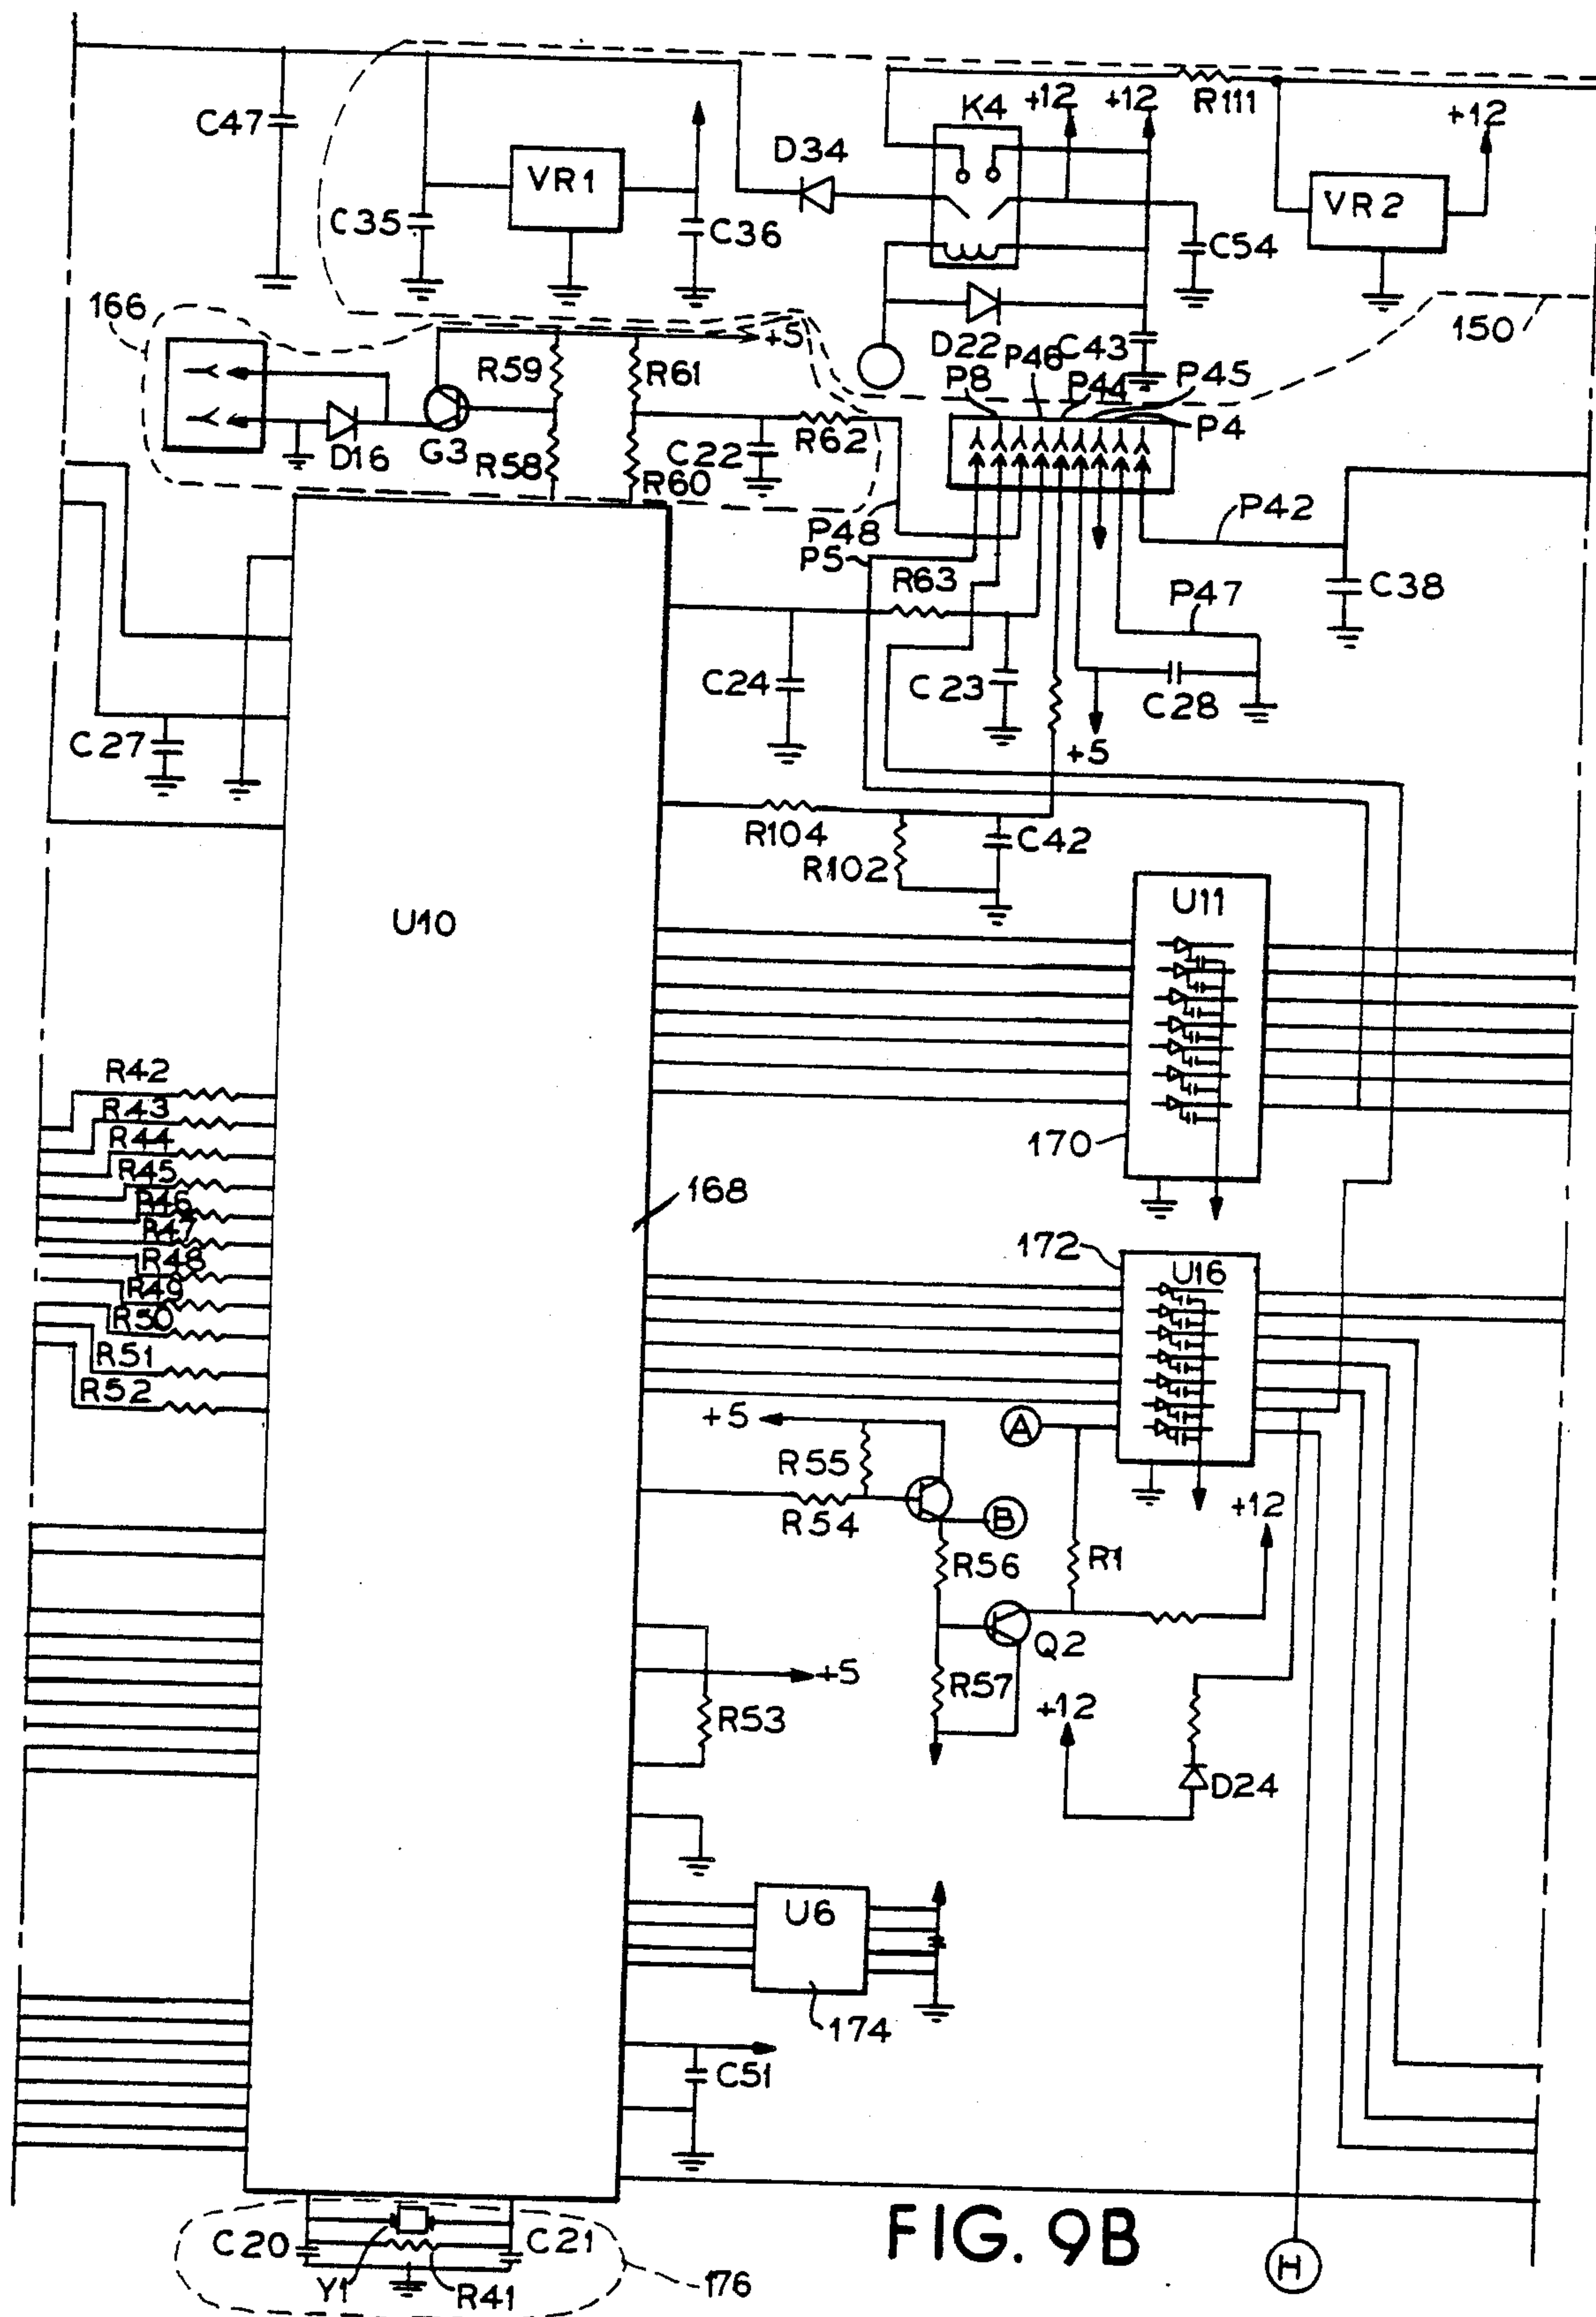 C47
C35
VR1
C36
D34
K4
+12
+12
R111
+12
VR2
C54
166
R59
R61
+5
D22
P46
C43
150
P8
P44
P45
P4
D16
G3
R58
R60
C22
R62
P48
P5
P42
R63
C38
P47
C24
C23
C28
C27
+5
R104
R102
C42
U10
U11
170
R42
R43
R44
R45
R46
R47
R48
R49
R50
R51
R52
168
172
U16
+5
A
R55
R54
B
+12
R56
R1
Q2
+5
R57
R53
+12
D24
U6
174
C51
C20
C21
Y1
R41
176
FIG. 9B
H